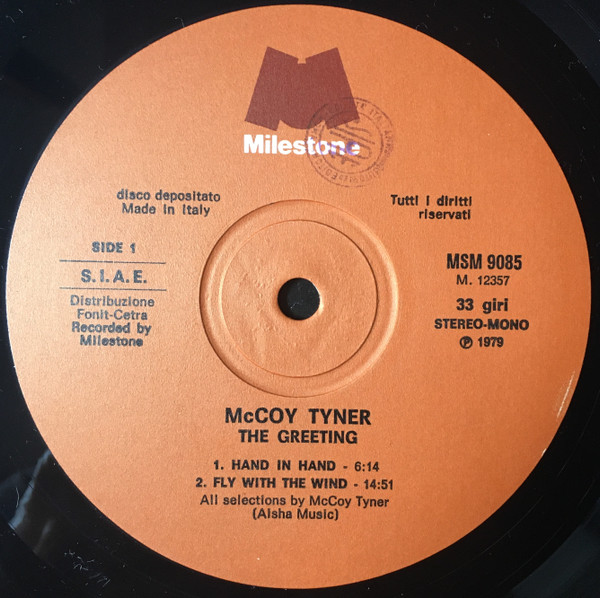 Milestone
disco depositato
Made in Italy
Tutti i diritti
riservati
SIDE 1
S.I.A.E.
Distribuzione
Fonit-Cetra
Recorded by
Milestone
MSM 9085
M. 12357
33 giri
STEREO-MONO
℗ 1979
McCOY TYNER
THE GREETING
1. HAND IN HAND - 6:14
2. FLY WITH THE WIND - 14:51
All selections by McCoy Tyner
(Aisha Music)